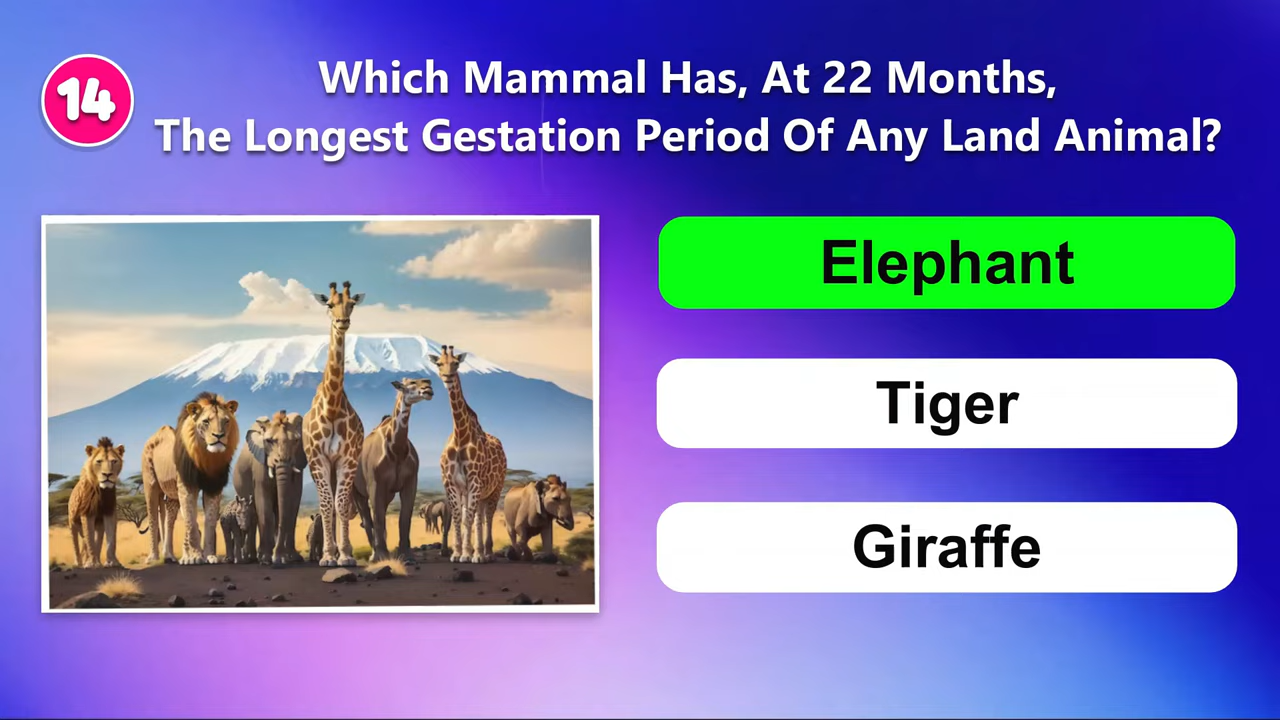 14
Which Mammal Has, At 22 Months,
The Longest Gestation Period Of Any Land Animal?
Elephant
Tiger
Giraffe